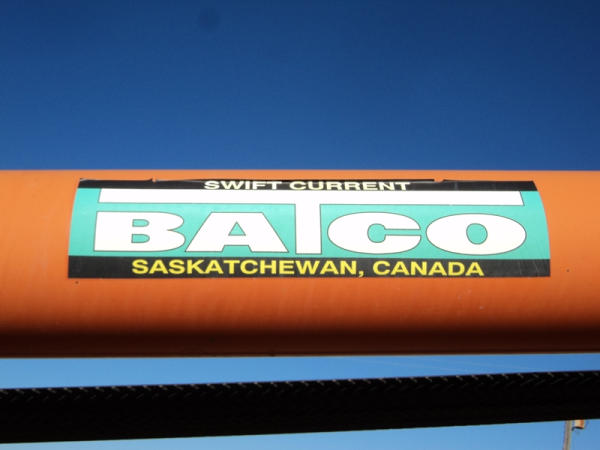 SWIFT CURRENT
BATCO
SASKATCHEWAN, CANADA